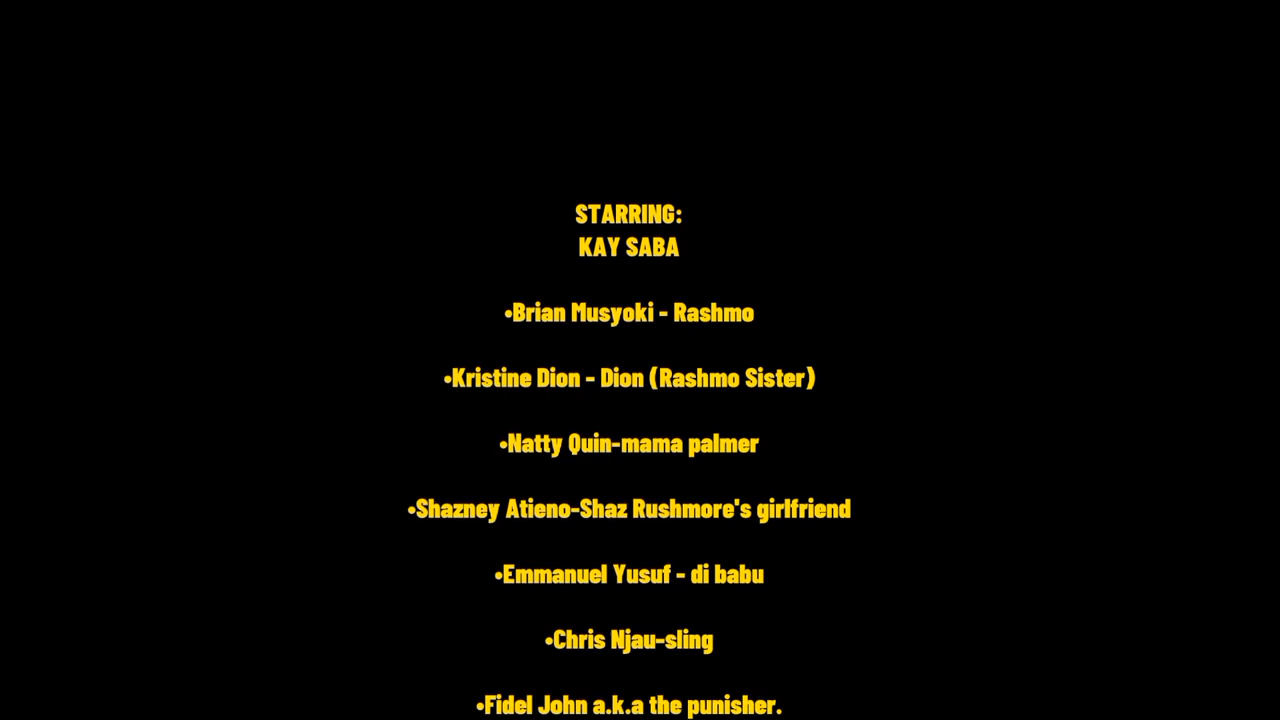 STARRING:
KAY SABA
•Brian Musyoki - Rashmo
•Kristine Dion - Dion (Rashmo Sister)
•Natty Quin-mama palmer
•Shazney Atieno-Shaz Rushmore's girlfriend
•Emmanuel Yusuf - di babu
•Chris Njau-sling
•Fidel John a.k.a the punisher.